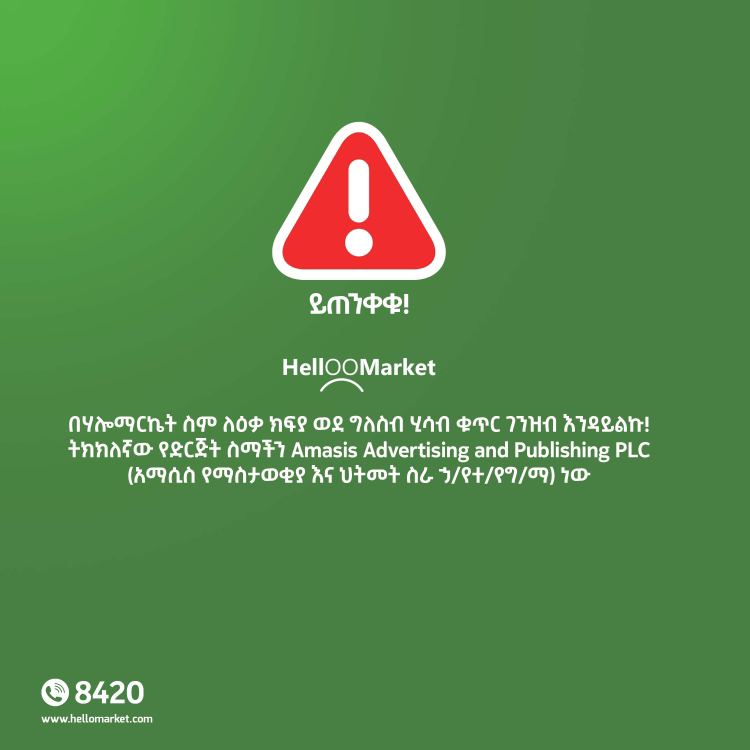 ይጠንቀቁ!
HellOOMarket
በሃሎማርኬት ስም ለዕቃ ክፍያ ወደ ግለሰብ ሂሳብ ቁጥር ገንዘብ እንዳይልኩ!
ትክክለኛው የድርጅት ስማችን Amasis Advertising and Publishing PLC
(አማሲስ የማስታወቂያ እና ህትመት ስራ ኃ/የተ/የግ/ማ) ነው
8420
www.hellomarket.com